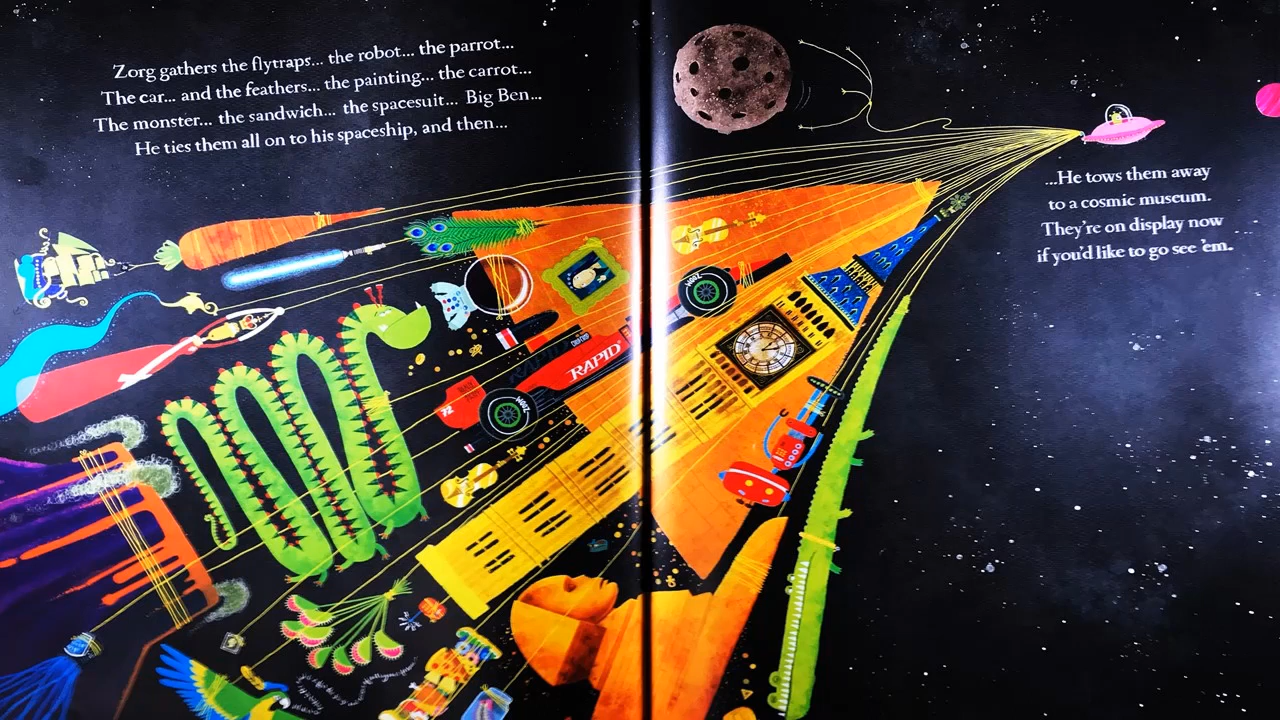 Zorg gathers the flytraps... the robot... the parrot...
The car... and the feathers... the painting... the carrot...
The monster... the sandwich... the spacesuit... Big Ben...
He ties them all on to his spaceship, and then...
...He tows them away
to a cosmic museum.
They're on display now
if you'd like to go see 'em.
RAPID